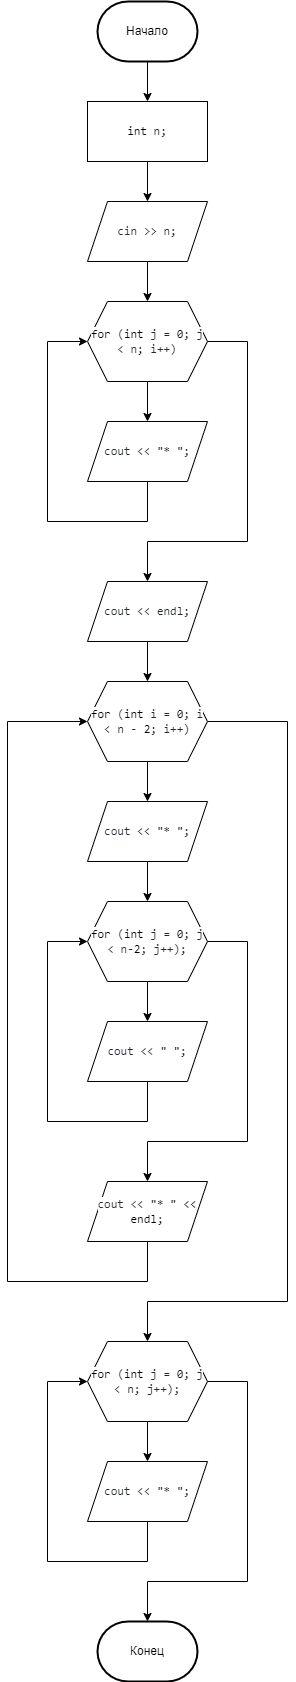 Начало
int n;
cin >> n;
for (int j = 0; j
< n; i++)
cout << "* ";
cout << endl;
for (int i = 0; i
< n - 2; i++)
cout << "* ";
for (int j = 0; j
< n-2; j++);
cout << " ";
cout << "* " <<
endl;
for (int j = 0; j
< n; j++);
cout << "* ";
Конец